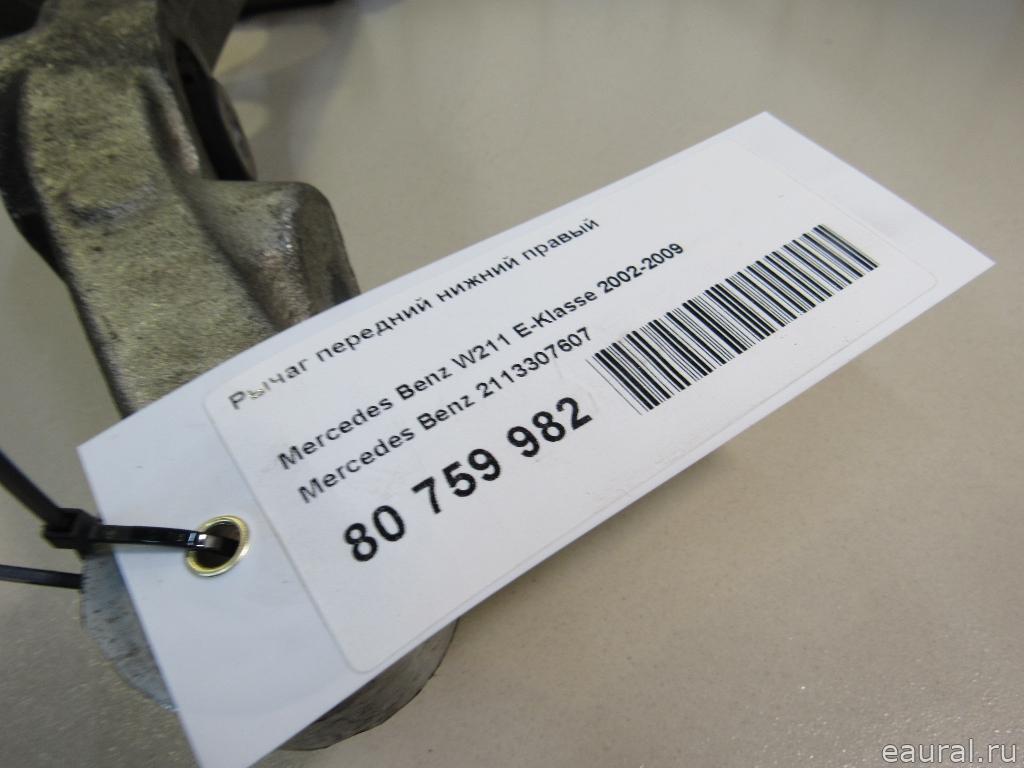 Рычаг передний нижний правый
Mercedes Benz W211 E-Klasse 2002-2009
Mercedes Benz 2113307607
80 759 982
eaural.ru